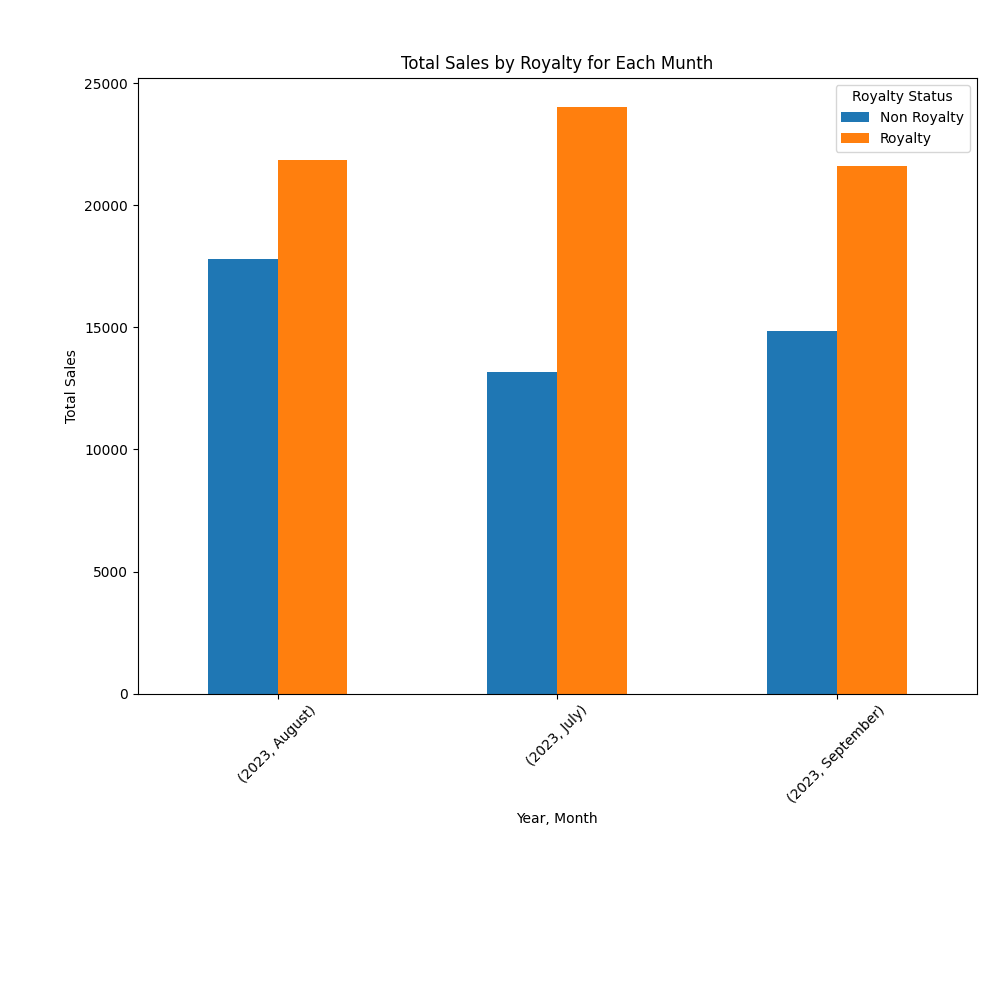 Total Sales by Royalty for Each Munth
Royalty Status
Non Royalty
Royalty
25000
20000
15000
10000
5000
0
Total Sales
(2023, August)
(2023, July)
(2023, September)
Year, Month